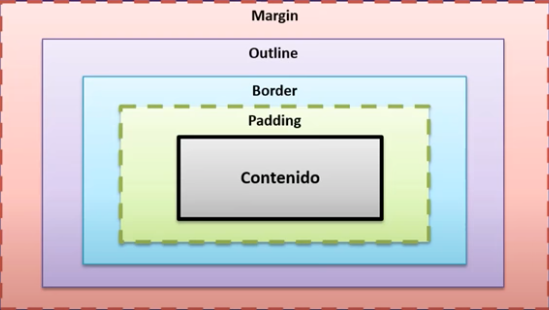 Margin
Outline
Border
Padding
Contenido